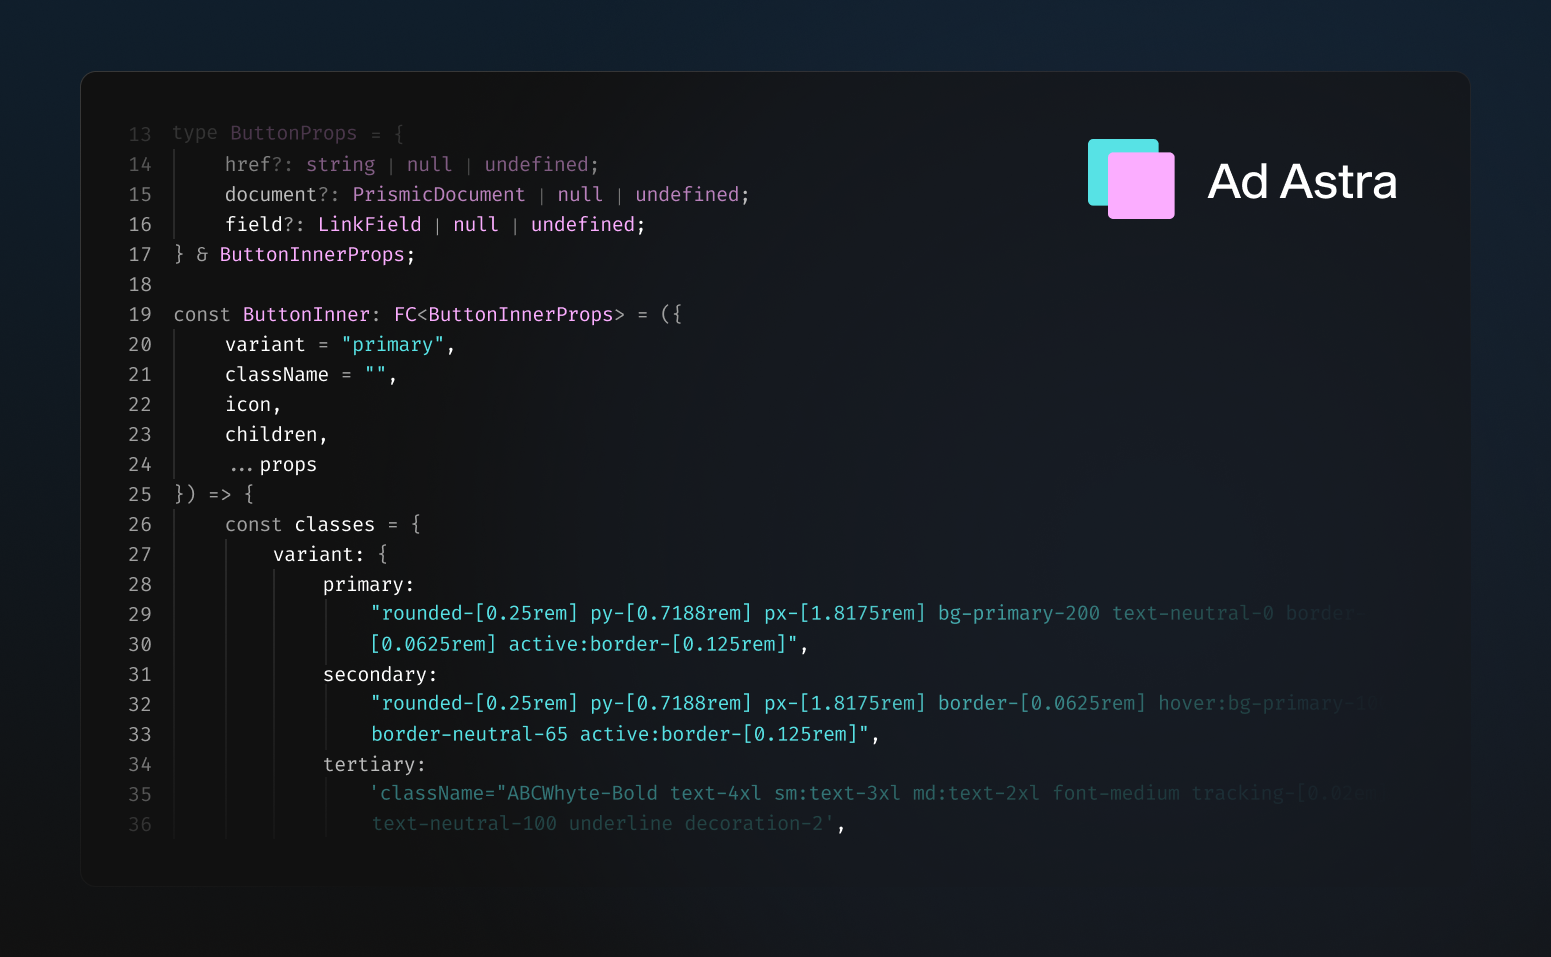 13 type ButtonProps = {
14 href?: string | null | undefined;
15 document?: PrismicDocument | null | undefined;
16 field?: LinkField | null | undefined;
17 } & ButtonInnerProps;
18
19 const ButtonInner: FC<ButtonInnerProps> = ({
20 variant = "primary",
21 className = "",
22 icon,
23 children,
24 ...props
25 }) => {
26 const classes = {
27 variant: {
28 primary:
29 "rounded-[0.25rem] py-[0.7188rem] px-[1.8175rem] bg-primary-200 text-neutral-0 border-
30 [0.0625rem] active:border-[0.125rem]",
31 secondary:
32 "rounded-[0.25rem] py-[0.7188rem] px-[1.8175rem] border-[0.0625rem] hover:bg-primary-
33 border-neutral-65 active:border-[0.125rem]",
34 tertiary:
35 'className="ABCWhyte-Bold text-4xl sm:text-3xl md:text-2xl font-medium
36 text-neutral-100 underline decoration-2',
Ad Astra